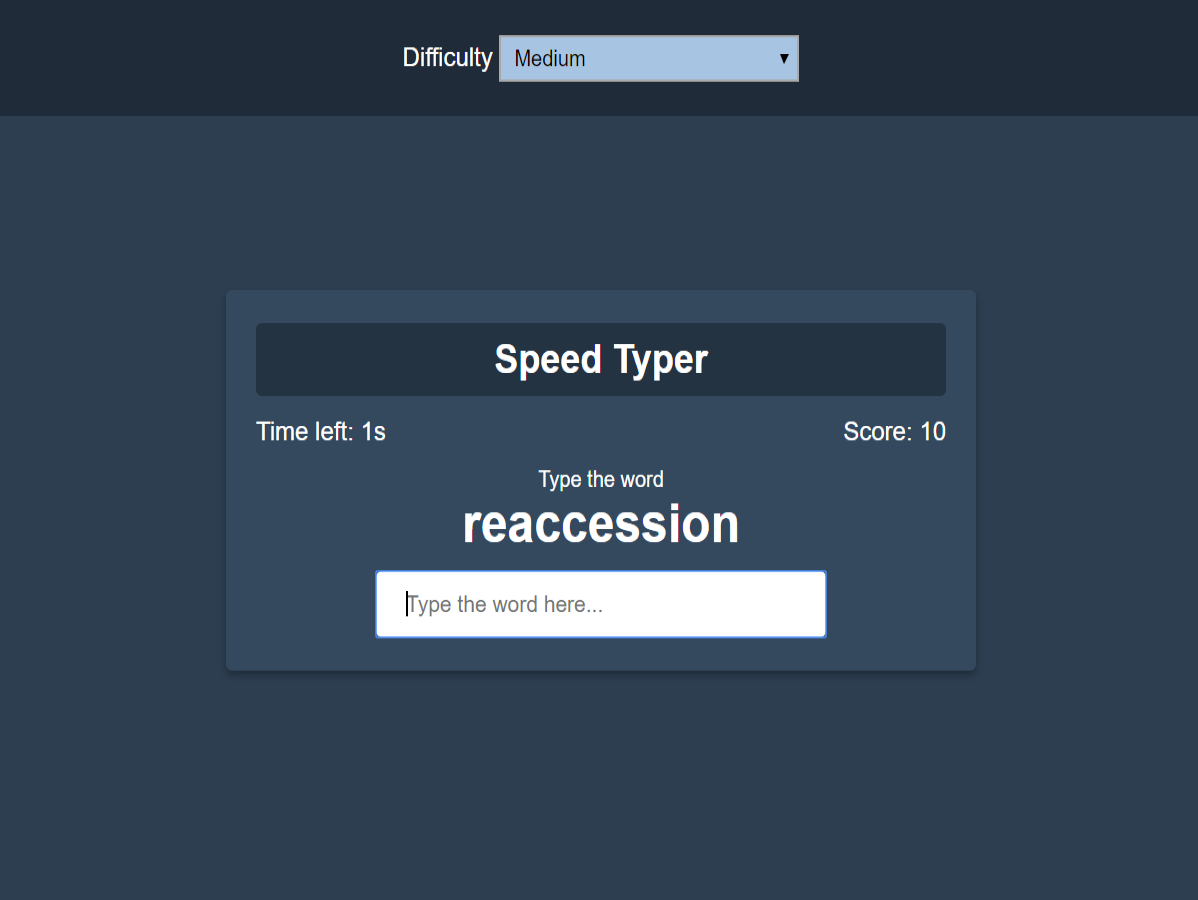 Difficulty Medium
Speed Typer
Time left: 1s Score: 10
Type the word
reaccession
Type the word here...